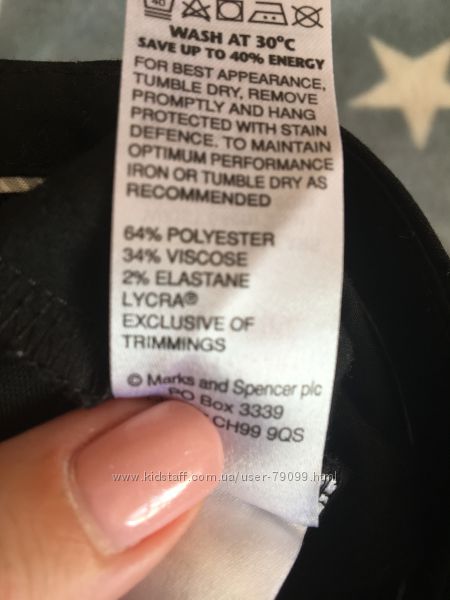 40
WASH AT 30°C
SAVE UP TO 40% ENERGY
FOR BEST APPEARANCE,
TUMBLE DRY, REMOVE
PROMPTLY AND HANG
PROTECTED WITH STAIN
DEFENCE. TO MAINTAIN
OPTIMUM PERFORMANCE
IRON OR TUMBLE DRY AS
RECOMMENDED
64% POLYESTER
34% VISCOSE
2% ELASTANE
LYCRA®
EXCLUSIVE OF
TRIMMINGS
© Marks and Spencer plc
PO Box 3339
CH99 9QS
www.kidstaff.com.ua/user-79099.html